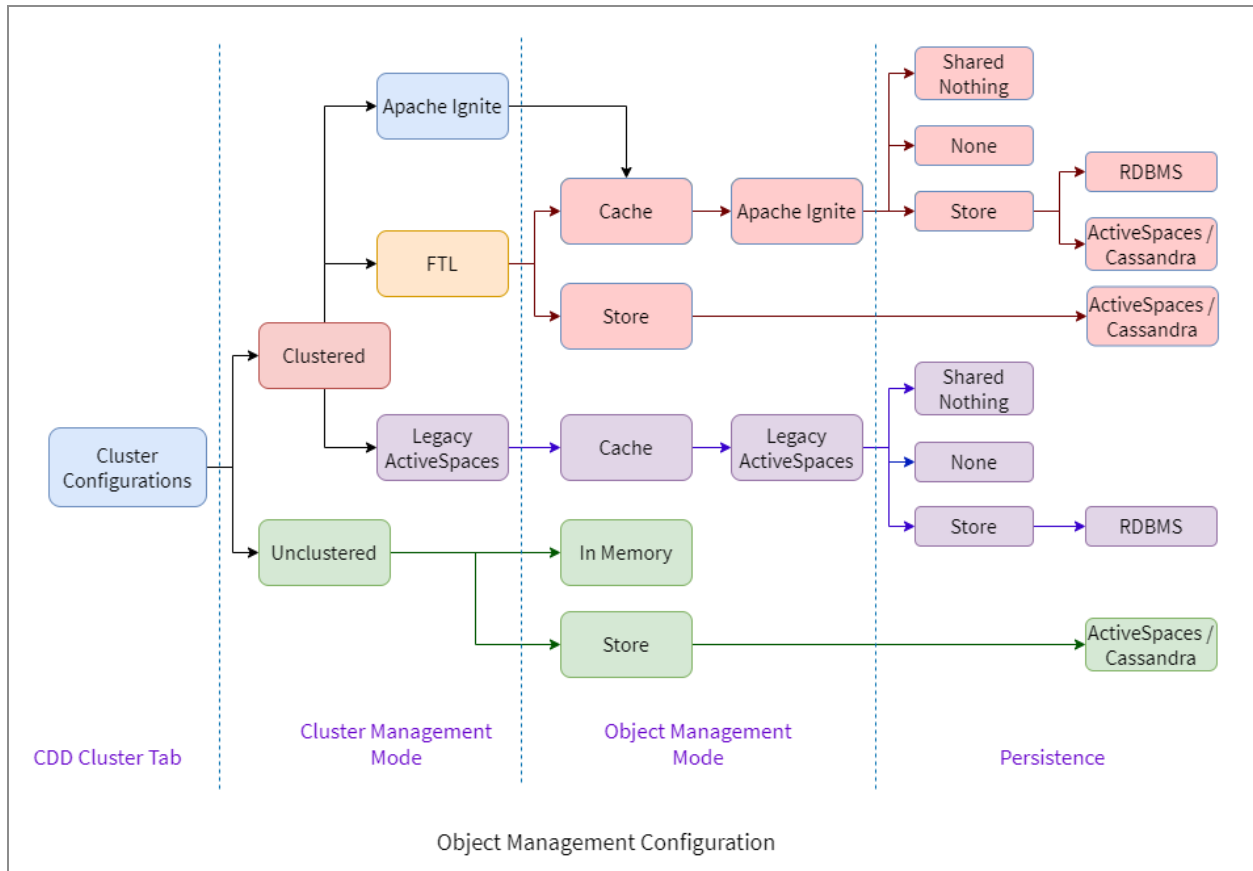 Shared
Nothing
Apache Ignite
None
RDBMS
Cache
Apache Ignite
Store
FTL
ActiveSpaces /
Cassandra
Store
ActiveSpaces /
Cassandra
Clustered
Shared
Nothing
Legacy
ActiveSpaces
Cache
Legacy
ActiveSpaces
None
Cluster
Configurations
Store
RDBMS
Unclustered
In Memory
Store
ActiveSpaces /
Cassandra
CDD Cluster Tab
Cluster Management
Mode
Object Management
Mode
Persistence
Object Management Configuration